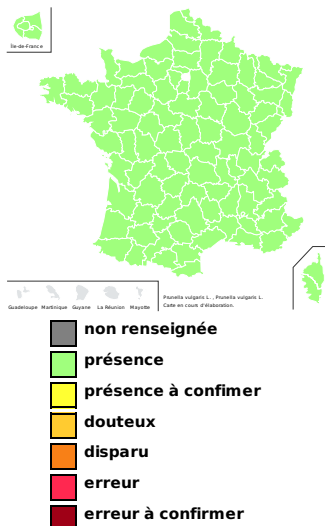 Île-de-France
Guadeloupe Martinique Guyane La Réunion Mayotte
Prunella vulgaris L. , Prunella vulgaris L.
Carte en cours d'élaboration.
non renseignée
présence
présence à confimer
douteux
disparu
erreur
erreur à confirmer